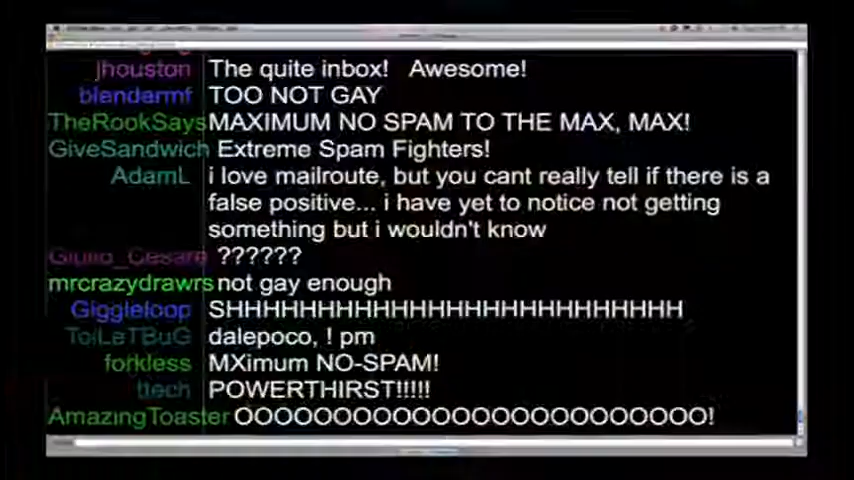 jhouston The quite inbox! Awesome!
blendermf TOO NOT GAY
TheRookSays MAXIMUM NO SPAM TO THE MAX, MAX!
GiveSandwich Extreme Spam Fighters!
AdamL i love mailroute, but you cant really tell if there is a
false positive... i have yet to notice not getting
something but i wouldn't know
Giulio_Cesare ??????
mrcrazydrawrs not gay enough
Giggleloop SHHHHHHHHHHHHHHHHHHHHHHHHH
ToiLeTBuG dalepoco, ! pm
forkless MXimum NO-SPAM!
ttech POWERTHIRST!!!!!
AmazingToaster OOOOOOOOOOOOOOOOOOOOOOOOO!